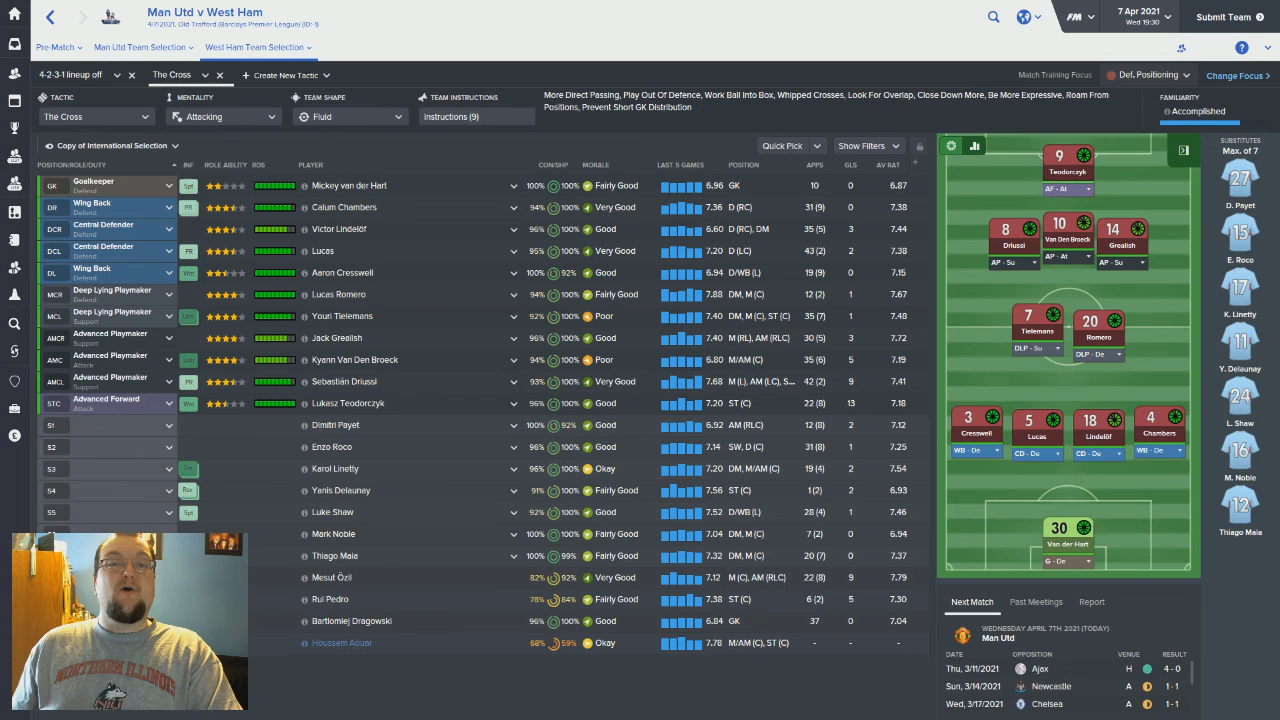 Man Utd v West Ham
4/7/2021, Old Trafford (Barclays Premier League) (ID:-1)
FM
7 Apr 2021
Wed 19:30
Submit Team
Pre-Match
Man Utd Team Selection
West Ham Team Selection
?
4-2-3-1 lineup off
The Cross
Create New Tactic
Match Training Focus
Def. Positioning
Change Focus >
TACTIC
MENTALITY
TEAM SHAPE
TEAM INSTRUCTIONS
The Cross
Attacking
Fluid
Instructions (9)
More Direct Passing, Play Out Of Defence, Work Ball Into Box, Whipped Crosses, Look For Overlap, Close Down More, Be More Expressive, Roam From
Positions, Prevent Short GK Distribution
FAMILIARITY
Accomplished
Copy of International Selection
Quick Pick
Show Filters
POSITION/ROLE/DUTY INF ROLE ABILITY RDS PLAYER CON/SHP MORALE LAST 5 GAMES POSITION APPS GLS AV RAT
GK Goalkeeper Defend Spt Mickey van der Hart 100% 100% Fairly Good 6.96 GK 10 0 6.87
DR Wing Back Defend PR Calum Chambers 94% 100% Very Good 7.36 D (RC) 31 (9) 0 7.38
DCR Central Defender Defend Victor Lindelöf 96% 100% Good 6.60 D (RC), DM 35 (5) 3 7.44
DCL Central Defender Defend PR Lucas 95% 100% Very Good 7.20 D (LC) 43 (2) 2 7.38
DL Wing Back Defend Wnt Aaron Cresswell 100% 92% Good 6.94 D/WB (L) 19 (9) 0 7.15
MCR Deep Lying Playmaker Defend Lucas Romero 94% 100% Fairly Good 7.88 DM, M (C) 12 (2) 1 7.67
MCL Deep Lying Playmaker Support Unh Youri Tielemans 92% 100% Poor 7.40 DM, M (C) 35 (7) 1 7.48
AMCR Advanced Playmaker Support Jack Grealish 96% 100% Good 7.40 M (RL), AM (RLC) 30 (5) 3 7.72
AMC Advanced Playmaker Attack Unh Kyann Van Den Broeck 94% 100% Poor 6.80 M/AM (C) 31 (6) 5 7.19
AMCL Advanced Playmaker Support PR Sebastián Driussi 93% 100% Very Good 7.68 M (L), AM (LC), S... 42 (2) 9 7.41
STC Advanced Forward Attack Wnt Lukasz Teodorczyk 96% 100% Good 7.20 ST (C) 22 (8) 13 7.18
S1 Dimitri Payet 100% 92% Good 6.92 AM (RLC) 12 (8) 2 7.12
S2 Enzo Roco 96% 100% Good 7.14 SW, D (C) 31 (8) 1 7.25
S3 Trn Karol Linetty 96% 100% Okay 7.20 DM, M/AM (C) 19 (4) 2 7.54
S4 Rsv Yanis Delaunay 91% 100% Fairly Good 7.56 ST (C) 1 (2) 2 6.93
S5 Spt Luke Shaw 92% 100% Good 7.52 D/WB (L) 28 (4) 1 7.46
Mark Noble 100% 100% Fairly Good 7.04 DM, M (C) 7 (2) 0 6.94
Thiago Maia 100% 99% Fairly Good 7.32 DM, M (C) 20 (7) 0 7.37
Mesut Özil 82% 92% Very Good 7.12 M (C), AM (RLC) 22 (8) 9 7.79
Rui Pedro 78% 84% Fairly Good 7.38 ST (C) 6 (2) 5 7.30
Bartlomiej Dragowski 96% 100% Good 6.84 GK 37 0 7.04
Houssem Aouar 68% 59% Okay 7.78 M/AM (C), ST (C) - - -
9
Teodorczyk
AF - At
8 10 14
Driussi Van Den Broeck Grealish
AP - Su AP - At AP - Su
7 20
Tielemans Romero
DLP - Su DLP - De
3 5 18 4
Cresswell Lucas Lindelöf Chambers
WB - De CD - De CD - De WB - De
30
Van der Hart
G - De
SUBSTITUTES
Max. of 7
27
D. Payet
15
E. Roco
17
K. Linetty
11
Y. Delaunay
24
L. Shaw
16
M. Noble
12
Thiago Maia
Next Match Past Meetings Report
WEDNESDAY APRIL 7TH 2021 (TODAY)
Man Utd
DATE OPPOSITION VENUE RESULT
Thu, 3/11/2021 Ajax H 4 - 0
Sun, 3/14/2021 Newcastle A 1 - 1
Wed, 3/17/2021 Chelsea A 1 - 1
NORTHERN ILLINOIS
HUSKIES